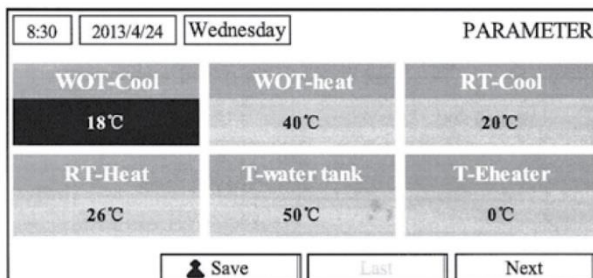 8:30 2013/4/24 Wednesday PARAMETER
WOT-Cool WOT-heat RT-Cool
18℃ 40℃ 20℃
RT-Heat T-water tank T-Eheater
26℃ 50℃ 0℃
Save Last Next